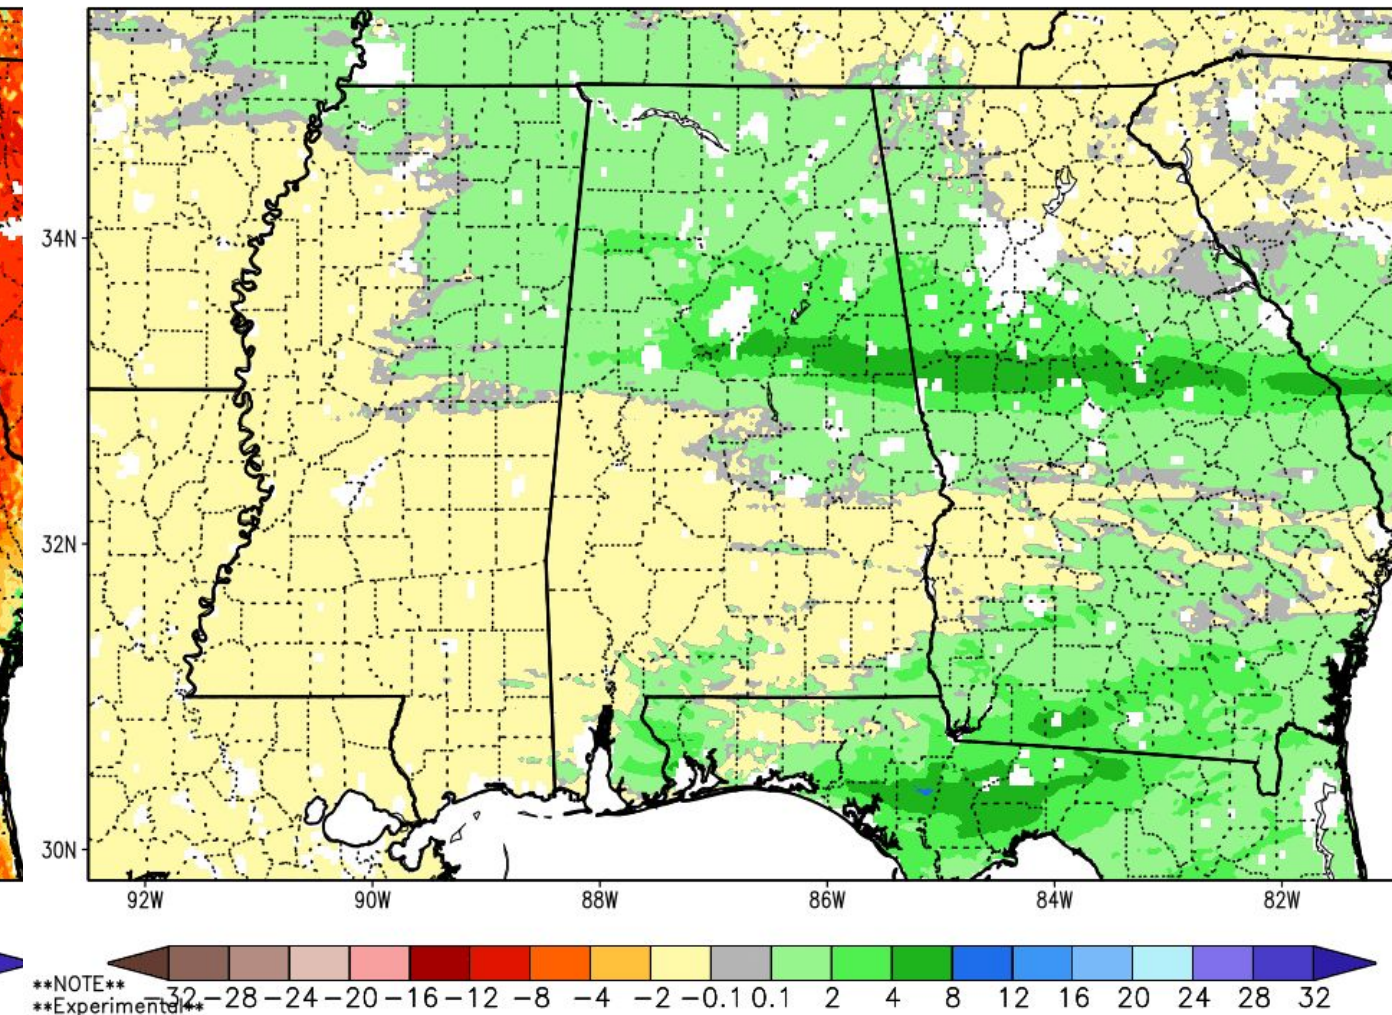 34N
32N
30N
92W 90W 88W 86W 84W 82W
**NOTE** -32 -28 -24 -20 -16 -12 -8 -4 -2 -0.1 0.1 2 4 8 12 16 20 24 28 32
**Experimental**